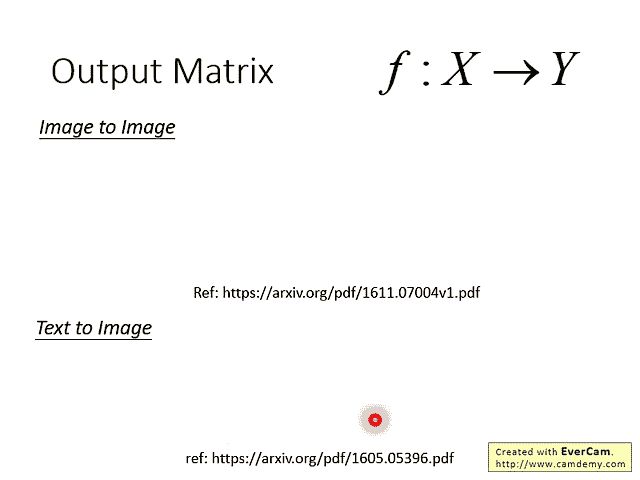 Output Matrix
f : X → Y
Image to Image
Ref: https://arxiv.org/pdf/1611.07004v1.pdf
Text to Image
ref: https://arxiv.org/pdf/1605.05396.pdf
Created with EverCam.
http://www.camdemy.com